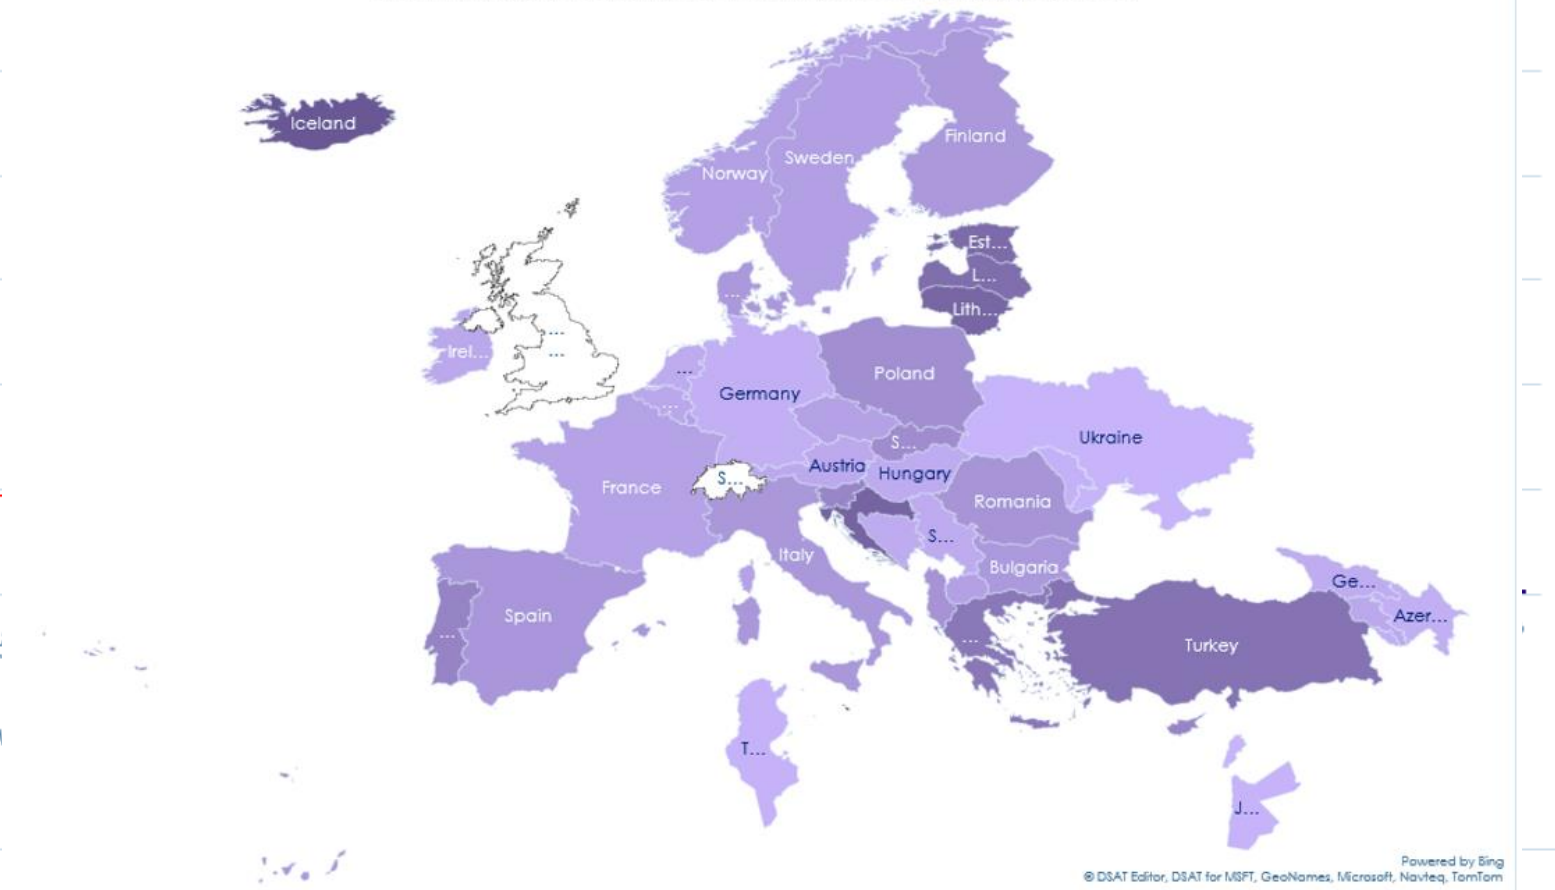 Iceland
Finland
Sweden
Norway
Est...
L...
Lith...
...
...
...
Irel...
...
Poland
Germany
...
Ukraine
S...
Austria
Hungary
S...
France
Romania
S...
Italy
Bulgaria
Ge...
Spain
Azer...
...
...
Turkey
T...
J...
Powered by Bing
© DSAT Editor, DSAT for MSFT, GeoNames, Microsoft, Navteq, TomTom